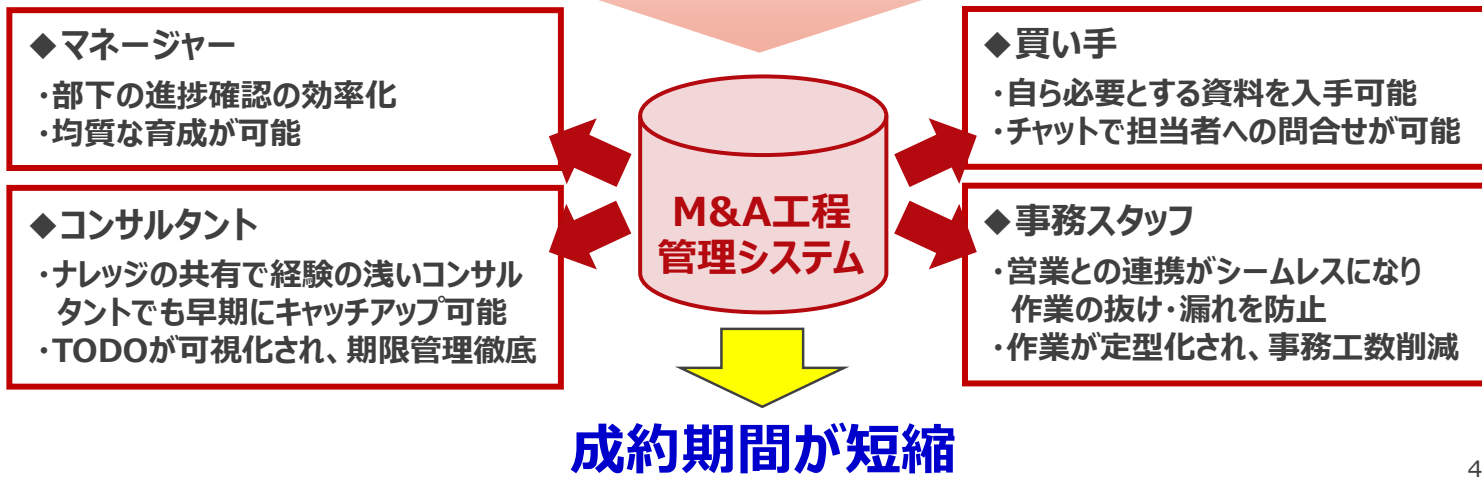 ◆マネージャー
・部下の進捗確認の効率化
・均質な育成が可能
◆コンサルタント
・ナレッジの共有で経験の浅いコンサル
タントでも早期にキャッチアップ可能
・TODOが可視化され、期限管理徹底
M&A工程
管理システム
◆買い手
・自ら必要とする資料を入手可能
・チャットで担当者への問合せが可能
◆事務スタッフ
・営業との連携がシームレスになり
作業の抜け・漏れを防止
・作業が定型化され、事務工数削減
成約期間が短縮
4